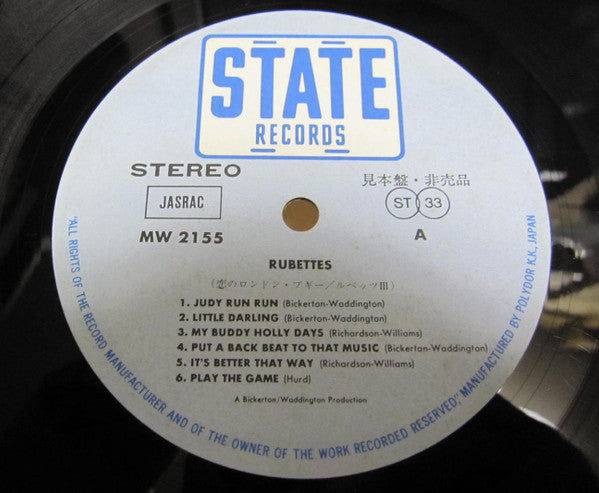 STATE
RECORDS
STEREO
見本盤・非売品
JASRAC
ST 33
MW 2155
A
RUBETTES
(恋のロンドン・ブギー/ルベッツIII)
1. JUDY RUN RUN (Bickerton-Waddington)
2. LITTLE DARLING (Bickerton-Waddington)
3. MY BUDDY HOLLY DAYS (Richardson-Williams)
4. PUT A BACK BEAT TO THAT MUSIC (Bickerton-Waddington)
5. IT'S BETTER THAT WAY (Richardson-Williams)
6. PLAY THE GAME (Hurd)
A Bickerton/Waddington Production
"ALL RIGHTS OF THE RECORD MANUFACTURER AND OF THE OWNER OF THE WORK RECORDED RESERVED," MANUFACTURED BY POLYDOR K.K., JAPAN